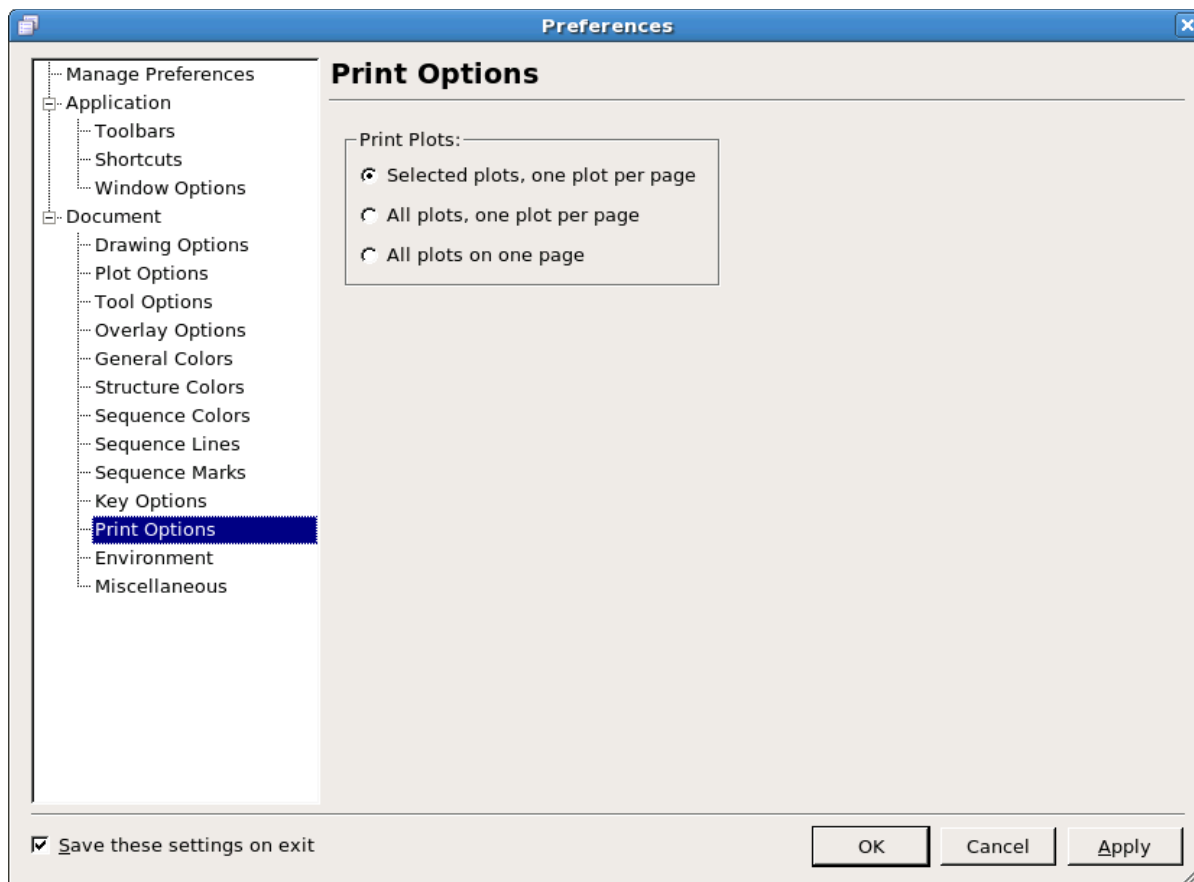 Preferences
Manage Preferences
Application
Toolbars
Shortcuts
Window Options
Document
Drawing Options
Plot Options
Tool Options
Overlay Options
General Colors
Structure Colors
Sequence Colors
Sequence Lines
Sequence Marks
Key Options
Print Options
Environment
Miscellaneous
Print Options
Print Plots:
Selected plots, one plot per page
All plots, one plot per page
All plots on one page
Save these settings on exit
OK
Cancel
Apply